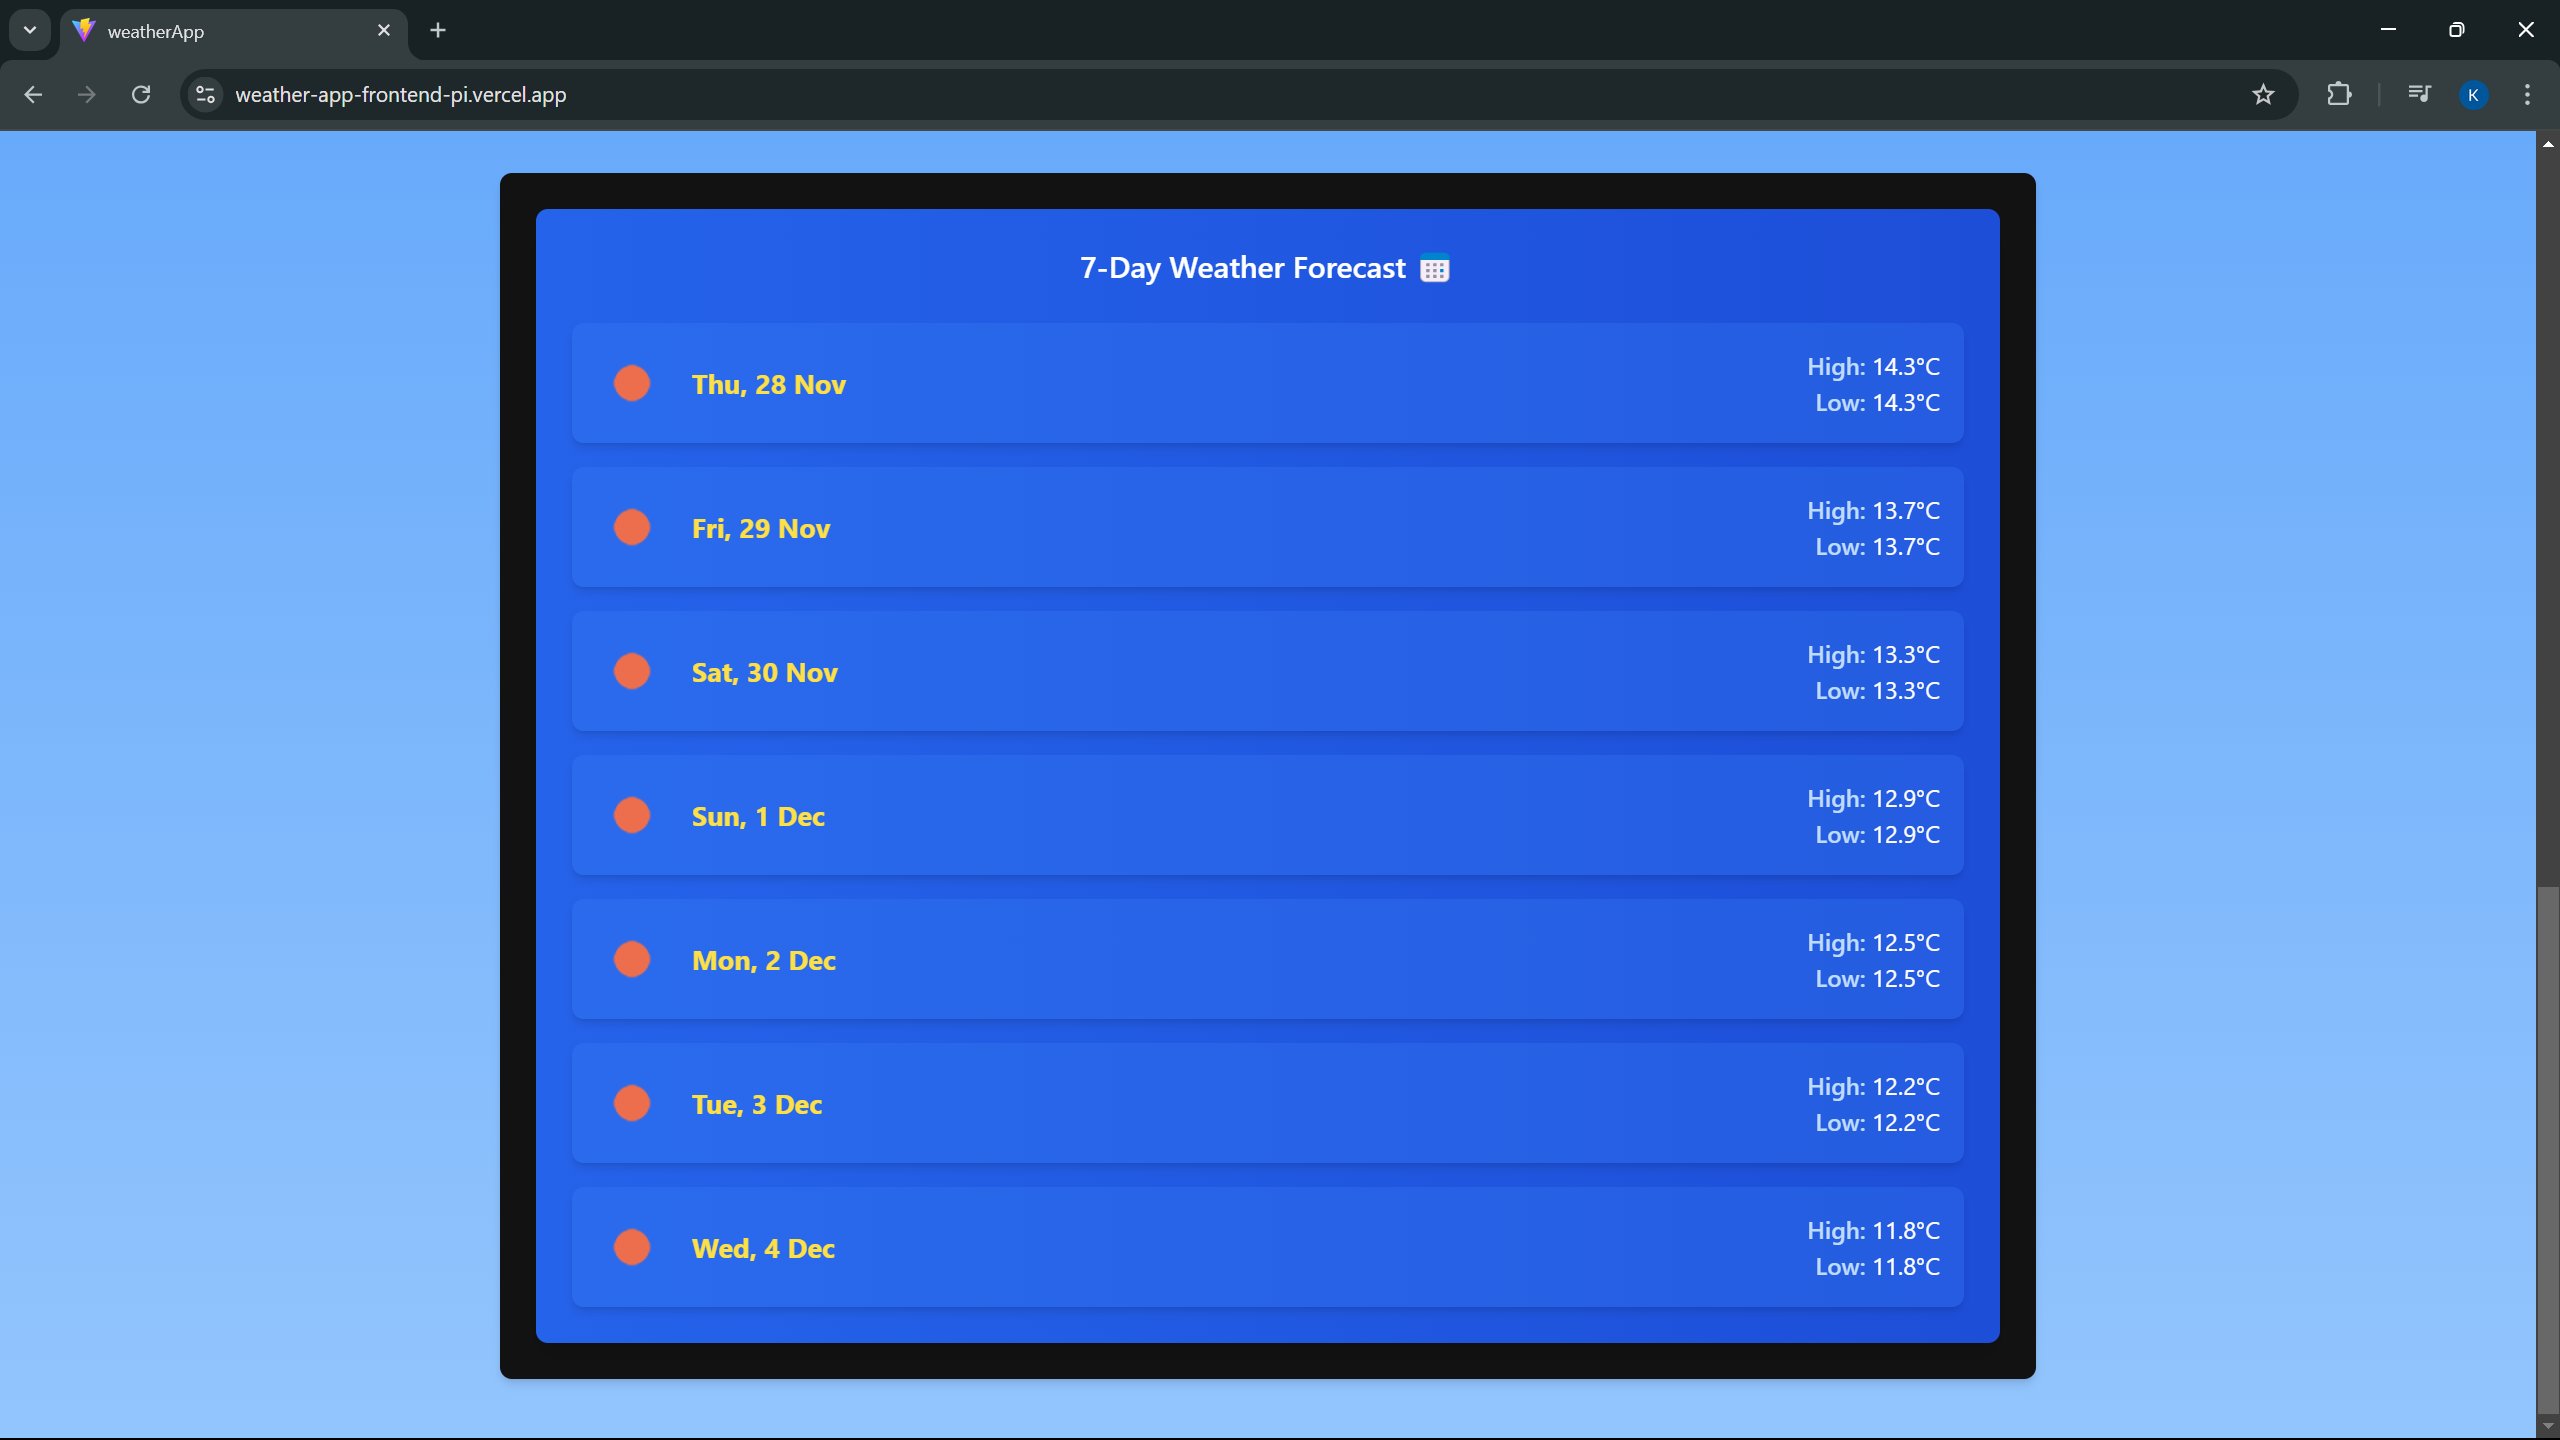 weatherApp
weather-app-frontend-pi.vercel.app
K
7-Day Weather Forecast
Thu, 28 Nov
High: 14.3°C
Low: 14.3°C
Fri, 29 Nov
High: 13.7°C
Low: 13.7°C
Sat, 30 Nov
High: 13.3°C
Low: 13.3°C
Sun, 1 Dec
High: 12.9°C
Low: 12.9°C
Mon, 2 Dec
High: 12.5°C
Low: 12.5°C
Tue, 3 Dec
High: 12.2°C
Low: 12.2°C
Wed, 4 Dec
High: 11.8°C
Low: 11.8°C